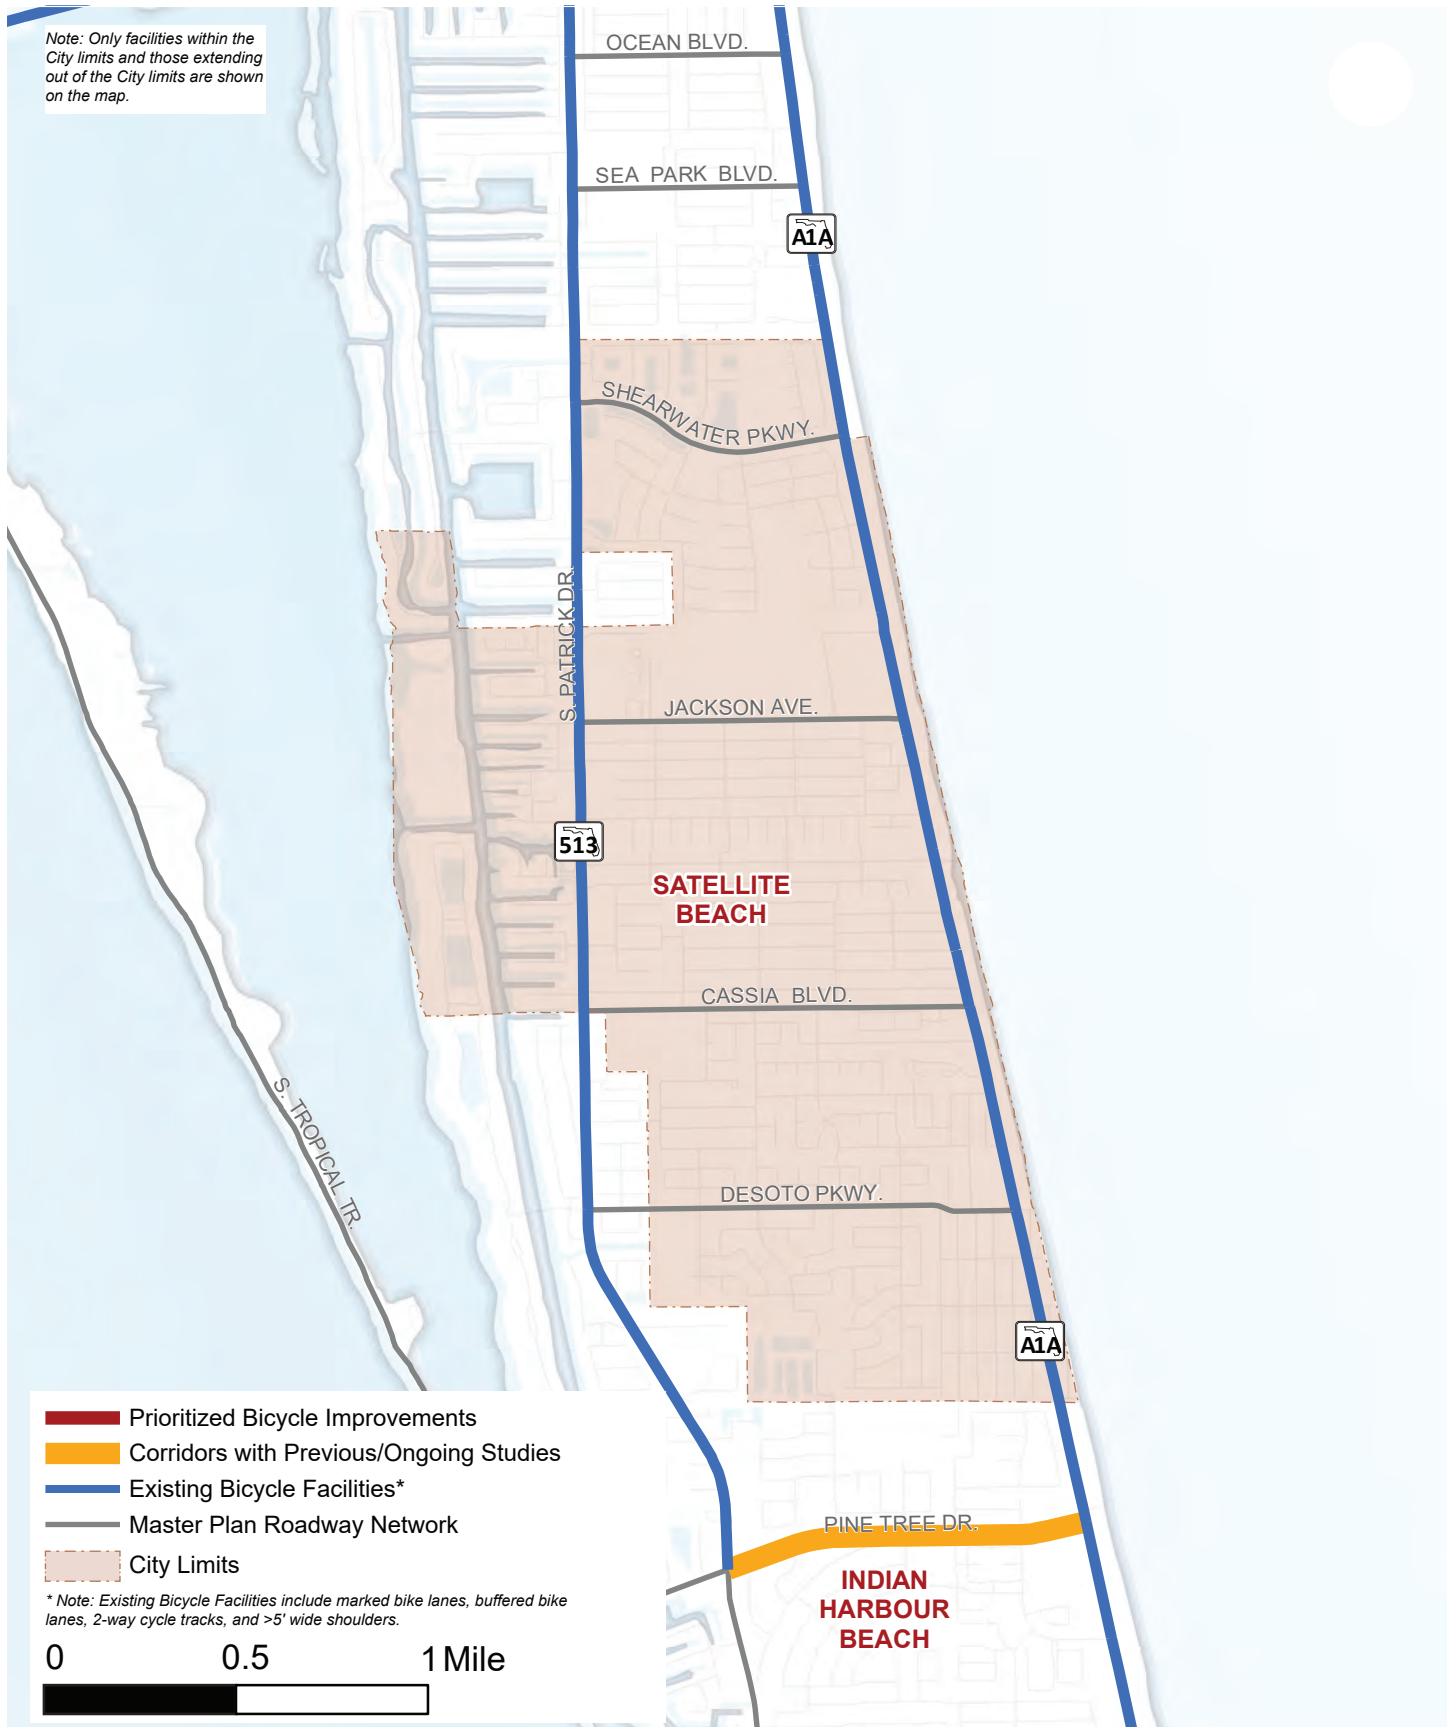 Note: Only facilities within the
City limits and those extending
out of the City limits are shown
on the map.
OCEAN BLVD.
SEA PARK BLVD.
A1A
SHEARWATER PKWY.
S. PATRICK DR.
JACKSON AVE.
513
SATELLITE
BEACH
CASSIA BLVD.
S. TROPICAL TR.
DESOTO PKWY.
A1A
PINE TREE DR.
INDIAN
HARBOUR
BEACH
Prioritized Bicycle Improvements
Corridors with Previous/Ongoing Studies
Existing Bicycle Facilities*
Master Plan Roadway Network
City Limits
* Note: Existing Bicycle Facilities include marked bike lanes, buffered bike
lanes, 2-way cycle tracks, and >5' wide shoulders.
0 0.5 1 Mile